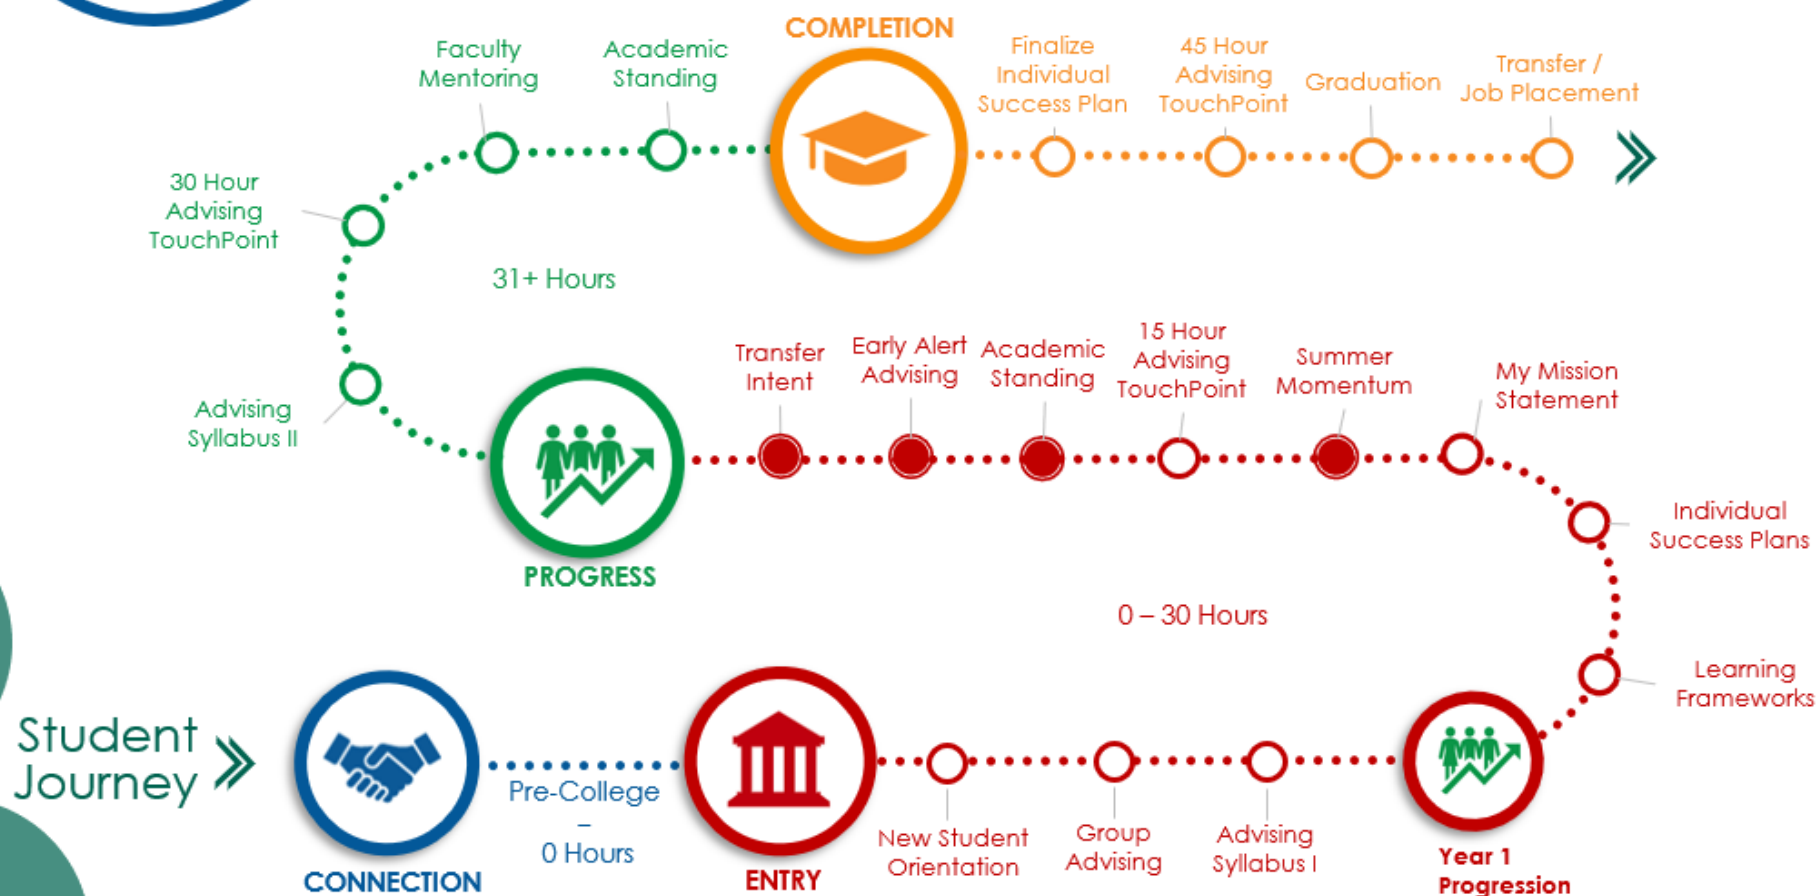 COMPLETION
Faculty
Mentoring
Academic
Standing
Finalize
Individual
Success Plan
45 Hour
Advising
TouchPoint
Graduation
Transfer /
Job Placement
30 Hour
Advising
TouchPoint
31+ Hours
Advising
Syllabus II
PROGRESS
Transfer
Intent
Early Alert
Advising
Academic
Standing
15 Hour
Advising
TouchPoint
Summer
Momentum
My Mission
Statement
Individual
Success Plans
0 – 30 Hours
Learning
Frameworks
Student
Journey
CONNECTION
Pre-College
–
0 Hours
ENTRY
New Student
Orientation
Group
Advising
Advising
Syllabus I
Year 1
Progression